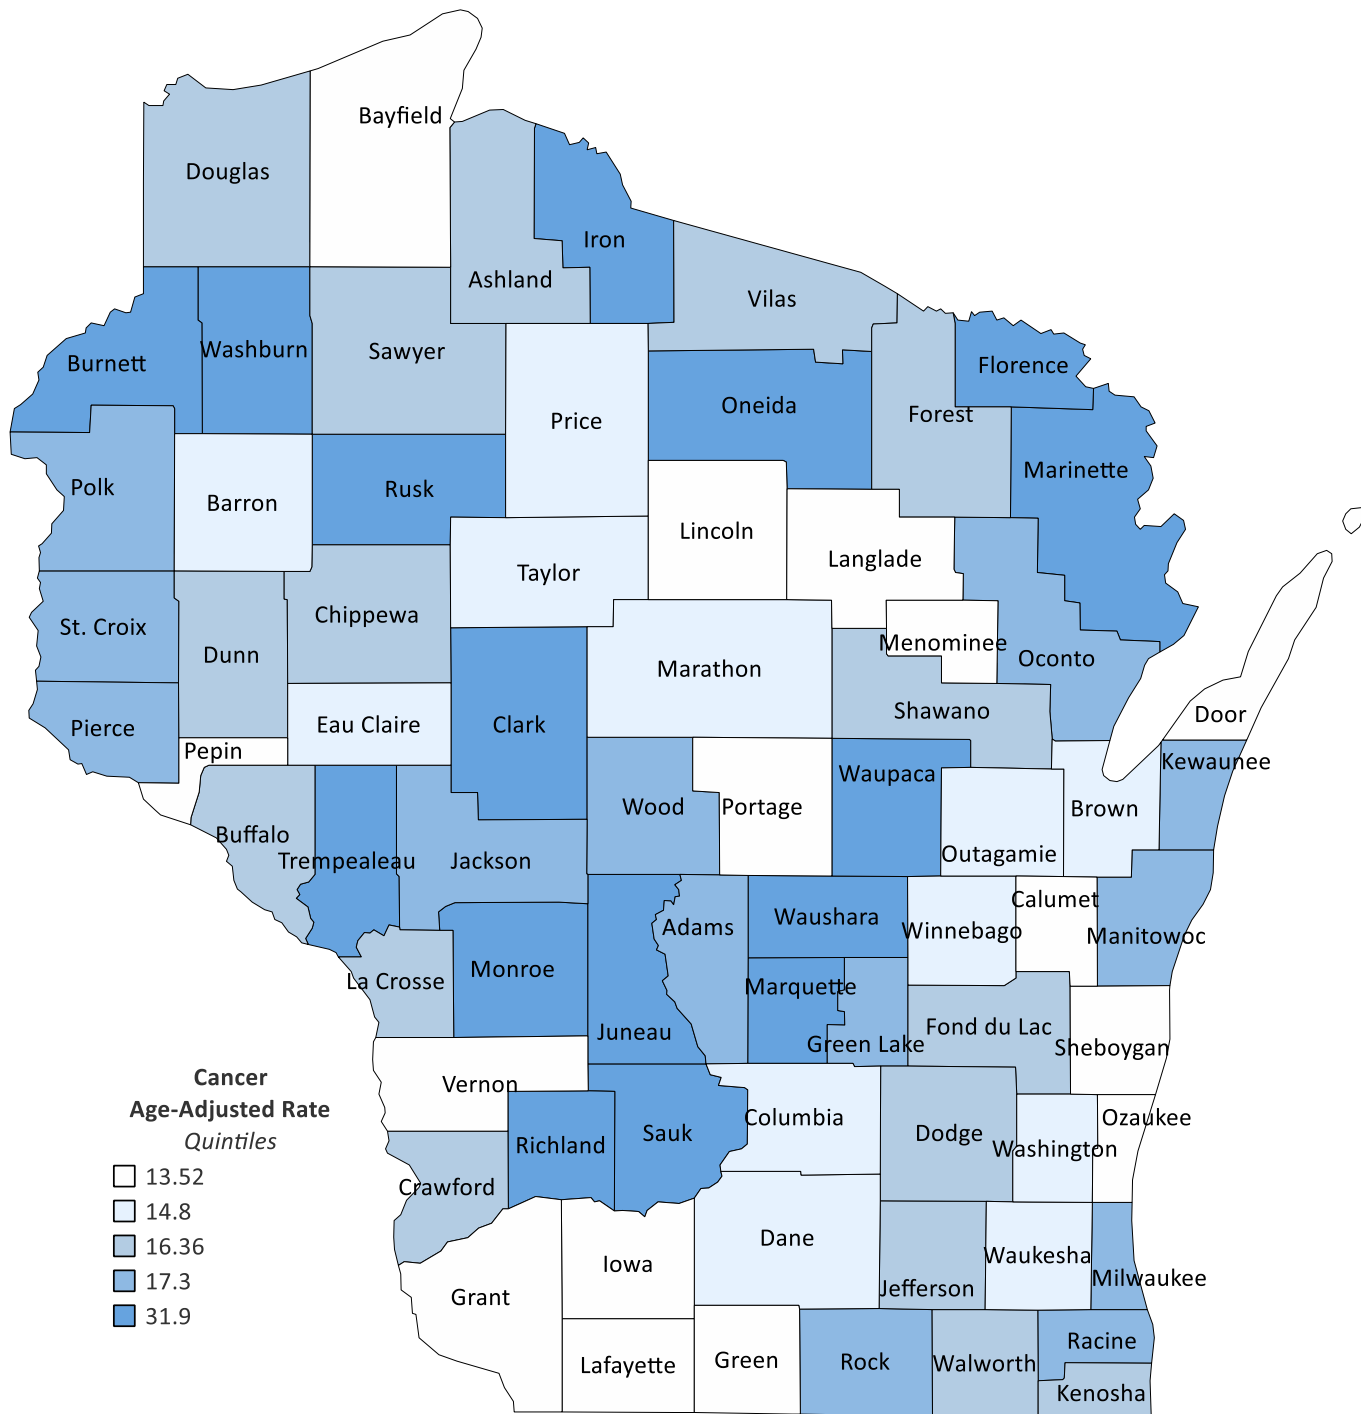 Bayfield
Douglas
Iron
Ashland
Vilas
Washburn
Sawyer
Burnett
Florence
Oneida
Forest
Price
Marinette
Polk
Rusk
Barron
Lincoln
Langlade
Taylor
Chippewa
St. Croix
Menominee
Dunn
Oconto
Marathon
Shawano
Door
Eau Claire
Clark
Pierce
Pepin
Kewaunee
Waupaca
Wood
Portage
Brown
Buffalo
Outagamie
Trempealeau
Jackson
Calumet
Waushara
Adams
Winnebago
Manitowoc
Monroe
La Crosse
Marquette
Fond du Lac
Juneau
Green Lake
Sheboygan
Vernon
Columbia
Ozaukee
Sauk
Dodge
Richland
Washington
Crawford
Dane
Waukesha
Iowa
Milwaukee
Jefferson
Grant
Racine
Green
Rock
Walworth
Lafayette
Kenosha
Cancer
Age-Adjusted Rate
Quintiles
13.52
14.8
16.36
17.3
31.9